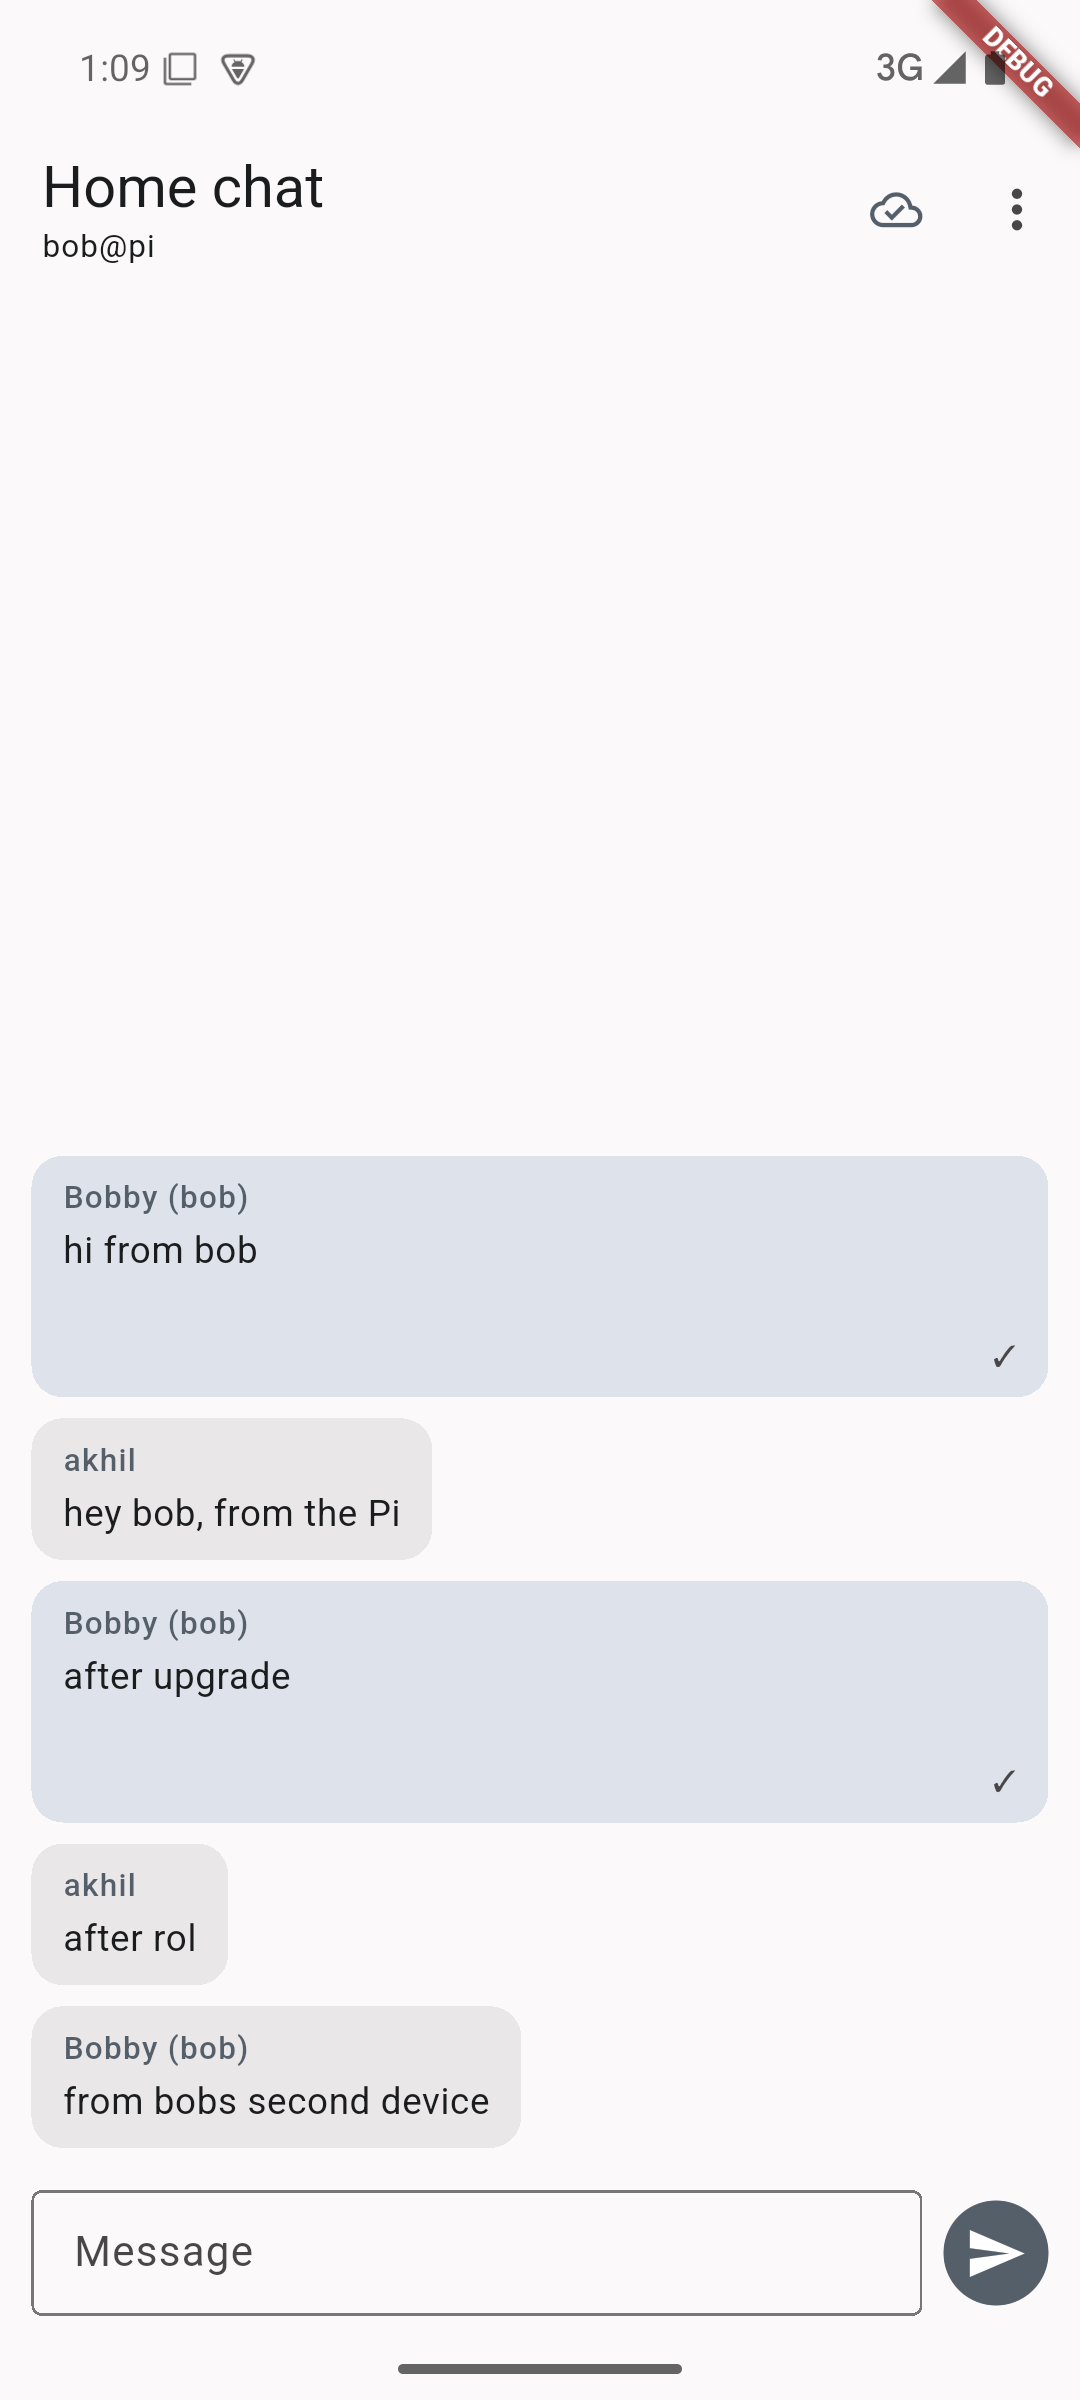 1:09
3G
DEBUG
Home chat
bob@pi
Bobby (bob)
hi from bob
✓
akhil
hey bob, from the Pi
Bobby (bob)
after upgrade
✓
akhil
after rol
Bobby (bob)
from bobs second device
Message